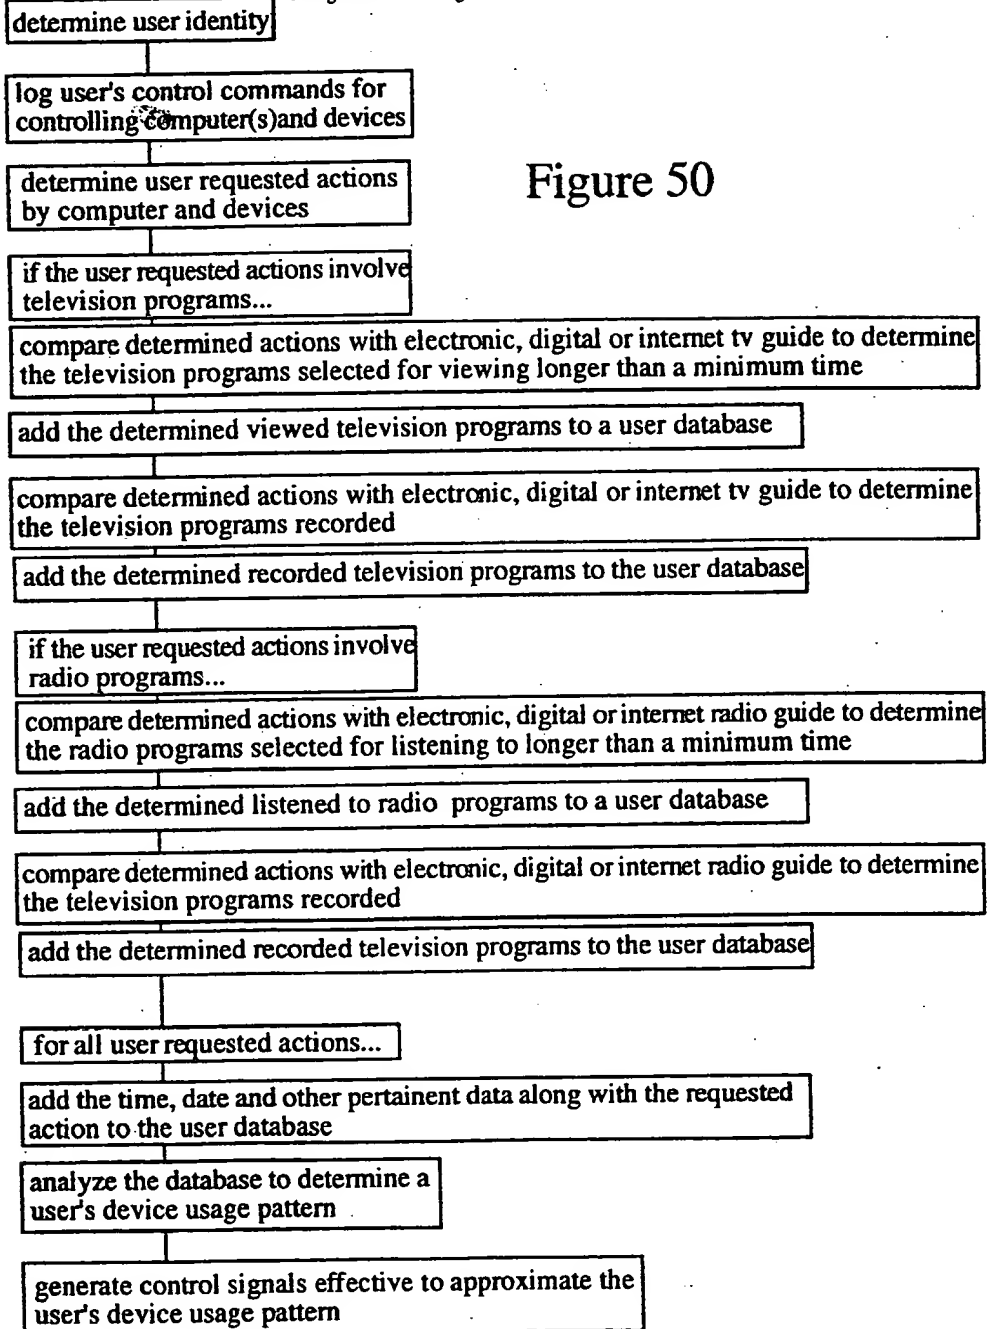 determine user identity
log user's control commands for
controlling computer(s)and devices
determine user requested actions
by computer and devices
Figure 50
if the user requested actions involve
television programs...
compare determined actions with electronic, digital or internet tv guide to determine
the television programs selected for viewing longer than a minimum time
add the determined viewed television programs to a user database
compare determined actions with electronic, digital or internet tv guide to determine
the television programs recorded
add the determined recorded television programs to the user database
if the user requested actions involve
radio programs...
compare determined actions with electronic, digital or internet radio guide to determine
the radio programs selected for listening to longer than a minimum time
add the determined listened to radio programs to a user database
compare determined actions with electronic, digital or internet radio guide to determine
the television programs recorded
add the determined recorded television programs to the user database
for all user requested actions...
add the time, date and other pertainent data along with the requested
action to the user database
analyze the database to determine a
user's device usage pattern
generate control signals effective to approximate the
user's device usage pattern